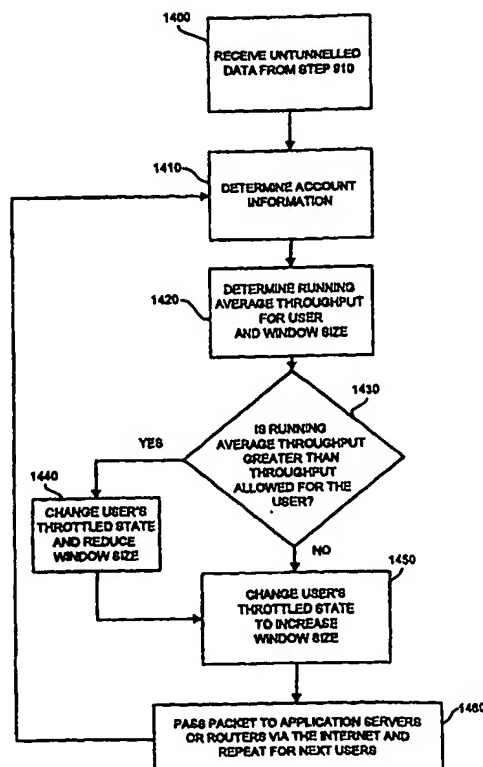 1400
RECEIVE UNTUNNELLED
DATA FROM STEP 910
1410
DETERMINE ACCOUNT
INFORMATION
1420
DETERMINE RUNNING
AVERAGE THROUGHPUT
FOR USER
AND WINDOW SIZE
1430
IS RUNNING
AVERAGE THROUGHPUT
GREATER THAN
THROUGHPUT
ALLOWED FOR THE
USER?
YES
1440
CHANGE USER'S
THROTTLED STATE
AND REDUCE
WINDOW SIZE
NO
1450
CHANGE USER'S
THROTTLED STATE
TO INCREASE
WINDOW SIZE
1460
PASS PACKET TO APPLICATION SERVERS
OR ROUTERS VIA THE INTERNET AND
REPEAT FOR NEXT USERS